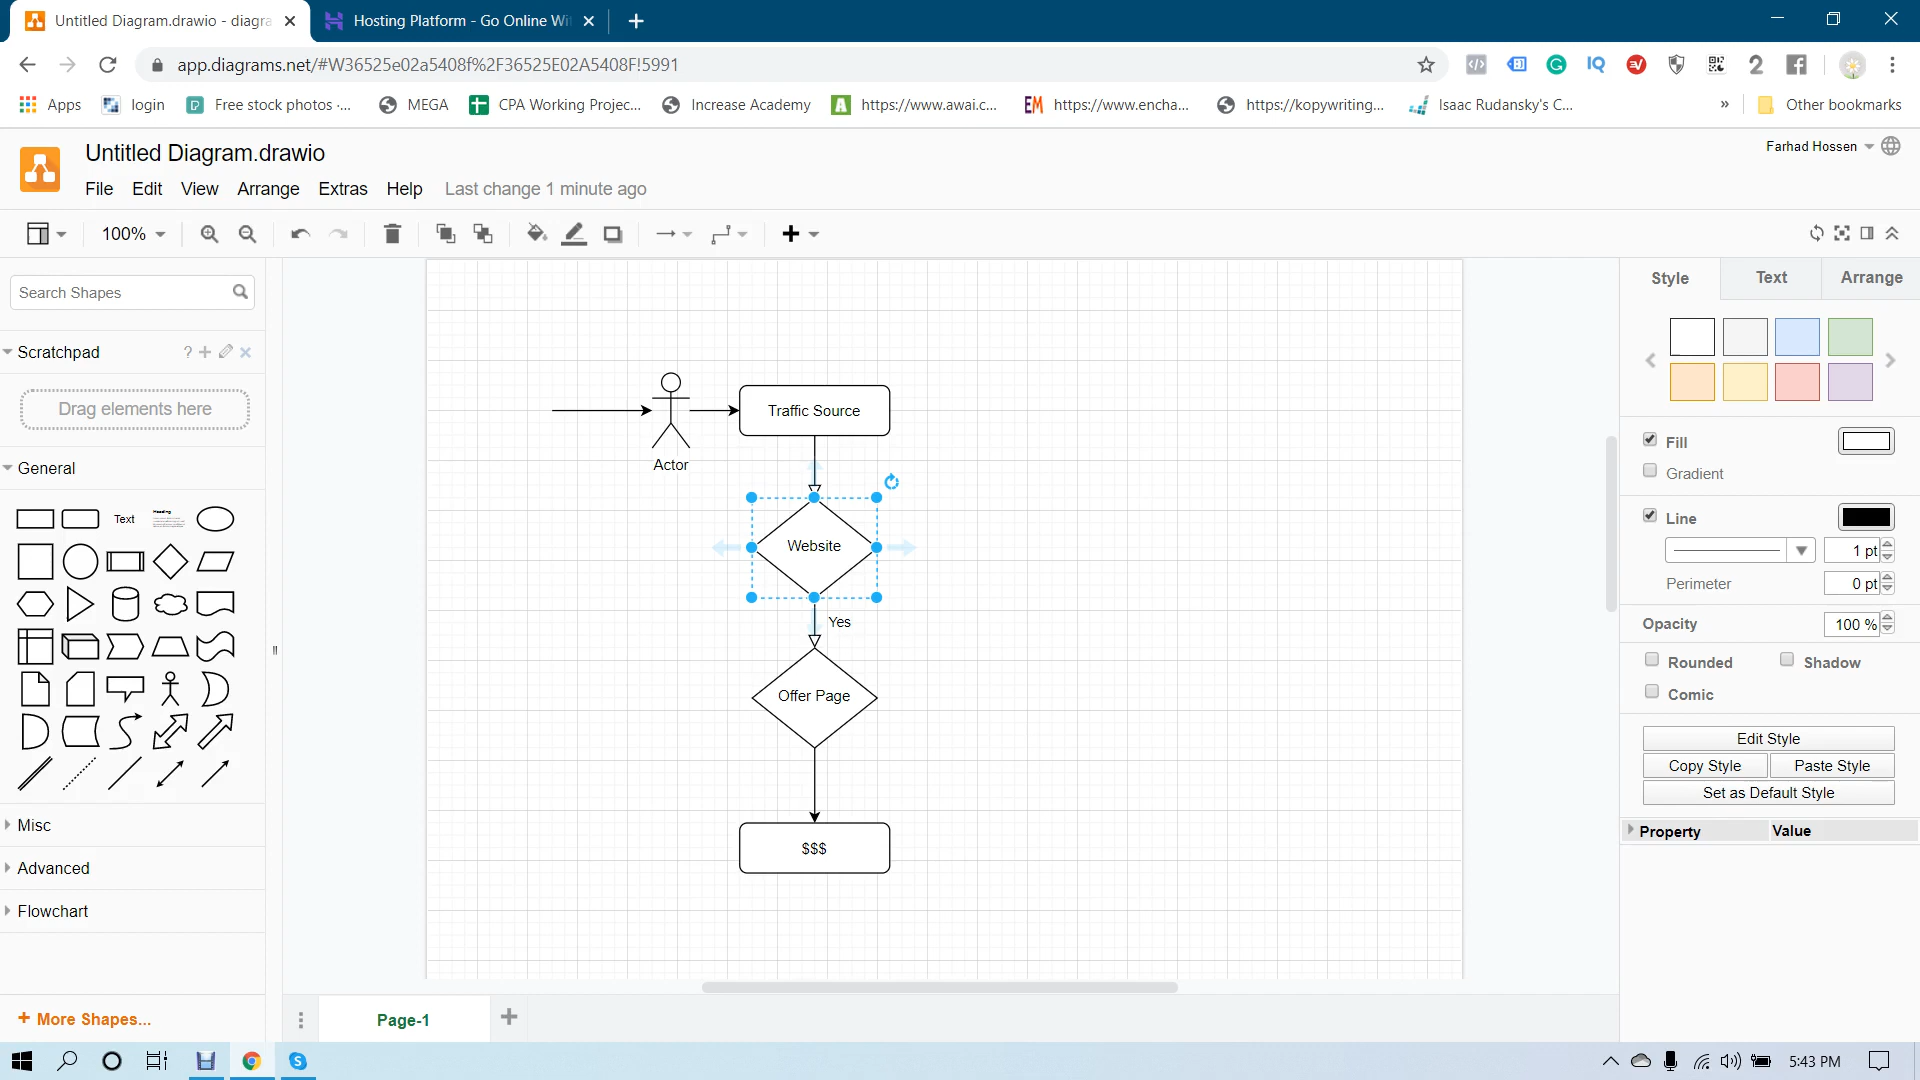 Untitled Diagram.drawio - diagra
Hosting Platform - Go Online Wi
app.diagrams.net/#W36525e02a5408f%2F36525E02A5408F!5991
Apps
login
Free stock photos -...
MEGA
CPA Working Projec...
Increase Academy
https://www.awai.c...
https://www.encha...
https://kopywriting...
Isaac Rudansky's C...
»
Other bookmarks
Untitled Diagram.drawio
Farhad Hossen
File Edit View Arrange Extras Help Last change 1 minute ago
100%
Search Shapes
Scratchpad
?
Drag elements here
General
Text
Heading
Misc
Advanced
Flowchart
+ More Shapes...
Traffic Source
Actor
Website
Yes
Offer Page
$$$
Page-1
Style
Text
Arrange
Fill
Gradient
Line
1 pt
Perimeter
0 pt
Opacity
100 %
Rounded
Shadow
Comic
Edit Style
Copy Style
Paste Style
Set as Default Style
Property
Value
5:43 PM